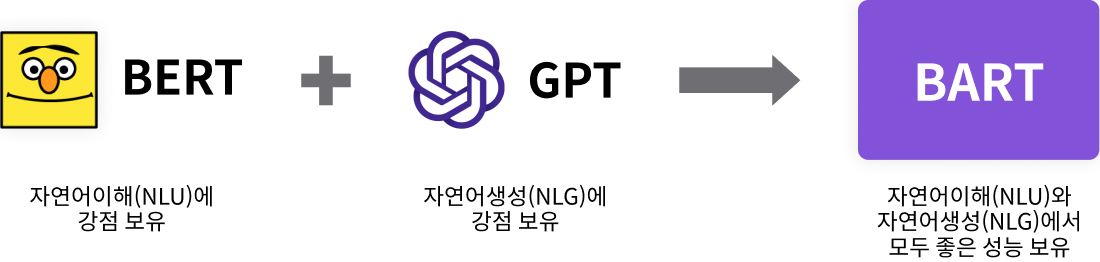 BERT
GPT
BART
자연어이해(NLU)에
강점 보유
자연어생성(NLG)에
강점 보유
자연어이해(NLU)와
자연어생성(NLG)에서
모두 좋은 성능 보유